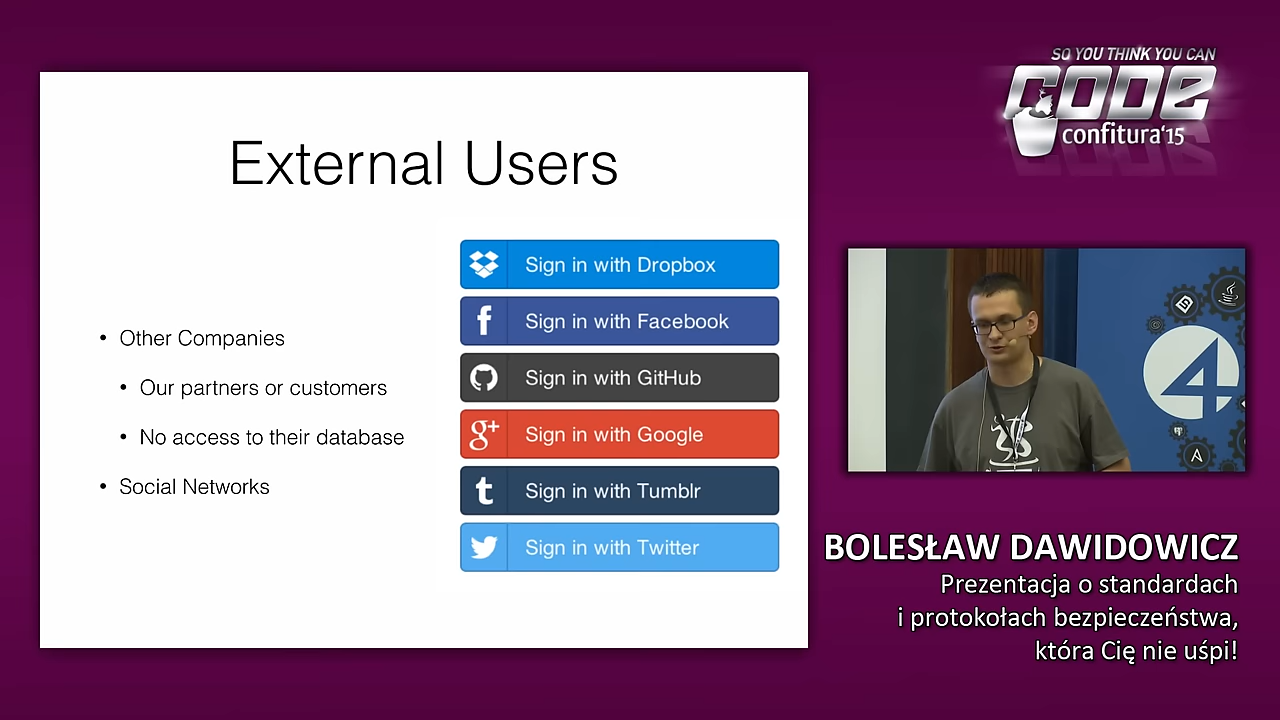 SO YOU THINK YOU CAN
CODE
confitura'15
External Users
• Other Companies
• Our partners or customers
• No access to their database
• Social Networks
Sign in with Dropbox
f Sign in with Facebook
Sign in with GitHub
g+ Sign in with Google
t Sign in with Tumblr
Sign in with Twitter
4
BOLESŁAW DAWIDOWICZ
Prezentacja o standardach
i protokołach bezpieczeństwa,
która Cię nie uśpi!